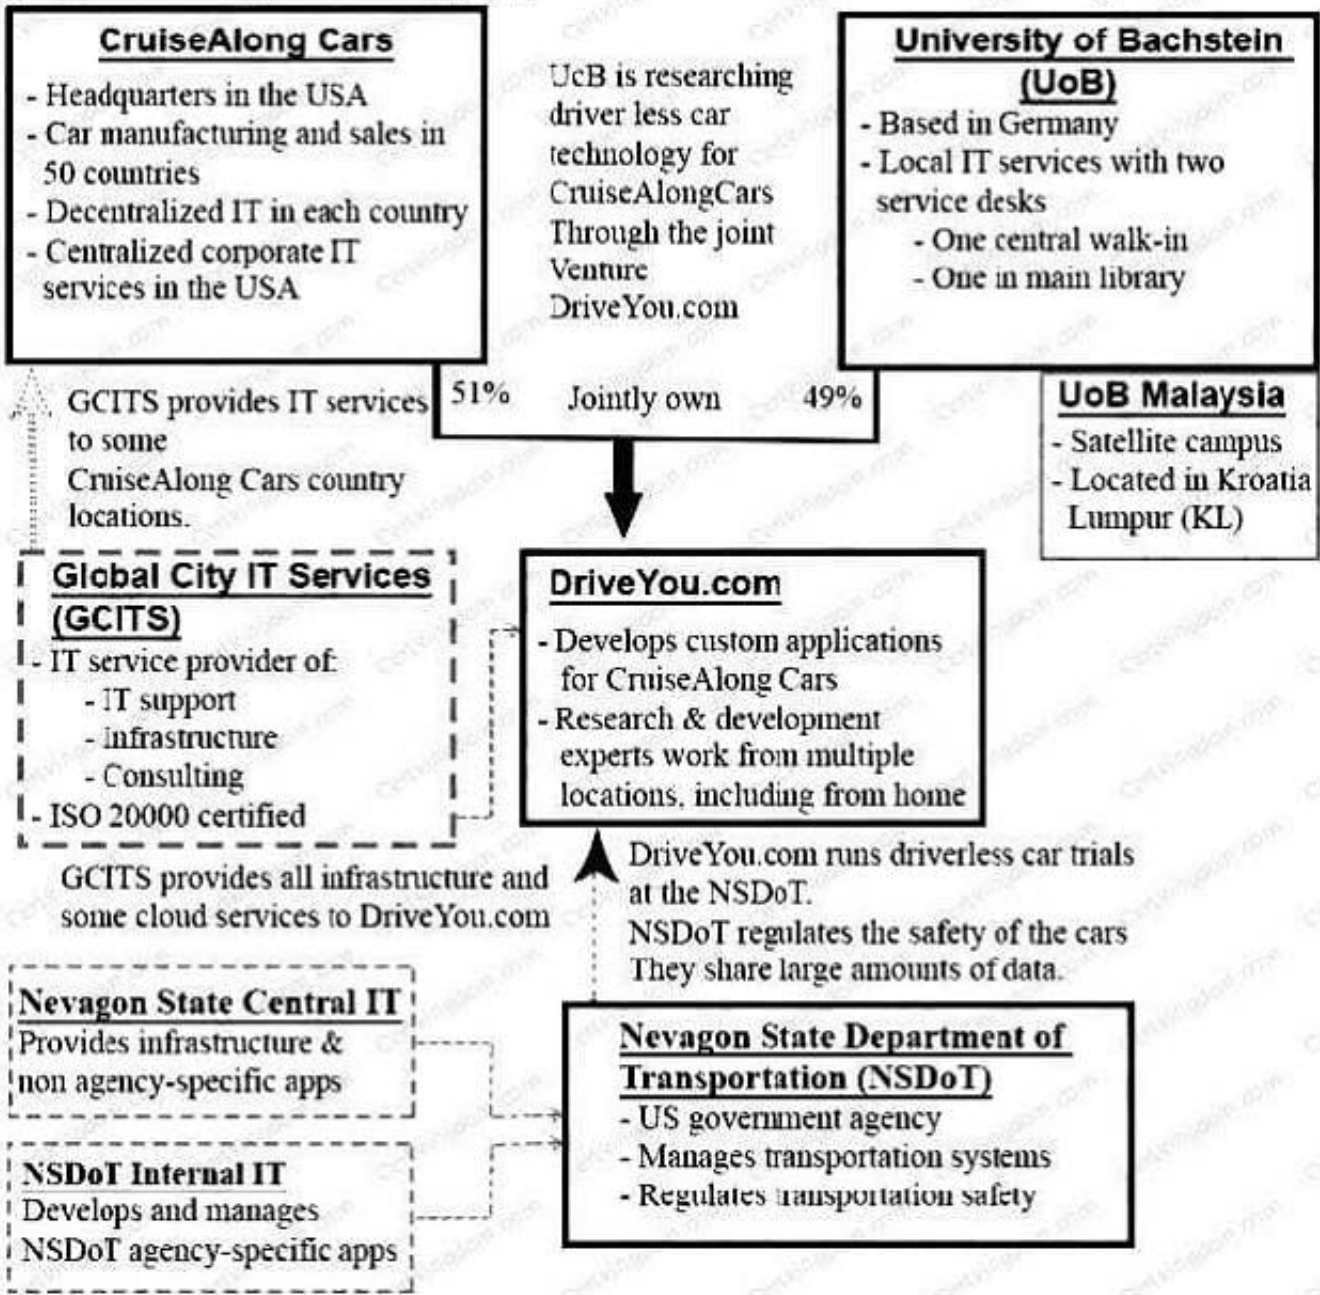 CruiseAlong Cars
- Headquarters in the USA
- Car manufacturing and sales in
50 countries
- Decentralized IT in each country
- Centralized corporate IT
services in the USA
UcB is researching
driver less car
technology for
CruiseAlongCars
Through the joint
Venture
DriveYou.com
University of Bachstein
(UoB)
- Based in Germany
- Local IT services with two
service desks
- One central walk-in
- One in main library
51% Jointly own 49%
UoB Malaysia
- Satellite campus
- Located in Kroatia
Lumpur (KL)
GCITS provides IT services
to some
CruiseAlong Cars country
locations.
Global City IT Services
(GCITS)
- IT service provider of:
- IT support
- Infrastructure
- Consulting
- ISO 20000 certified
DriveYou.com
- Develops custom applications
for CruiseAlong Cars
- Research & development
experts work from multiple
locations, including from home
GCITS provides all infrastructure and
some cloud services to DriveYou.com
DriveYou.com runs driverless car trials
at the NSDoT.
NSDoT regulates the safety of the cars
They share large amounts of data.
Nevagon State Central IT
Provides infrastructure &
non agency-specific apps
NSDoT Internal IT
Develops and manages
NSDoT agency-specific apps
Nevagon State Department of
Transportation (NSDoT)
- US government agency
- Manages transportation systems
- Regulates transportation safety